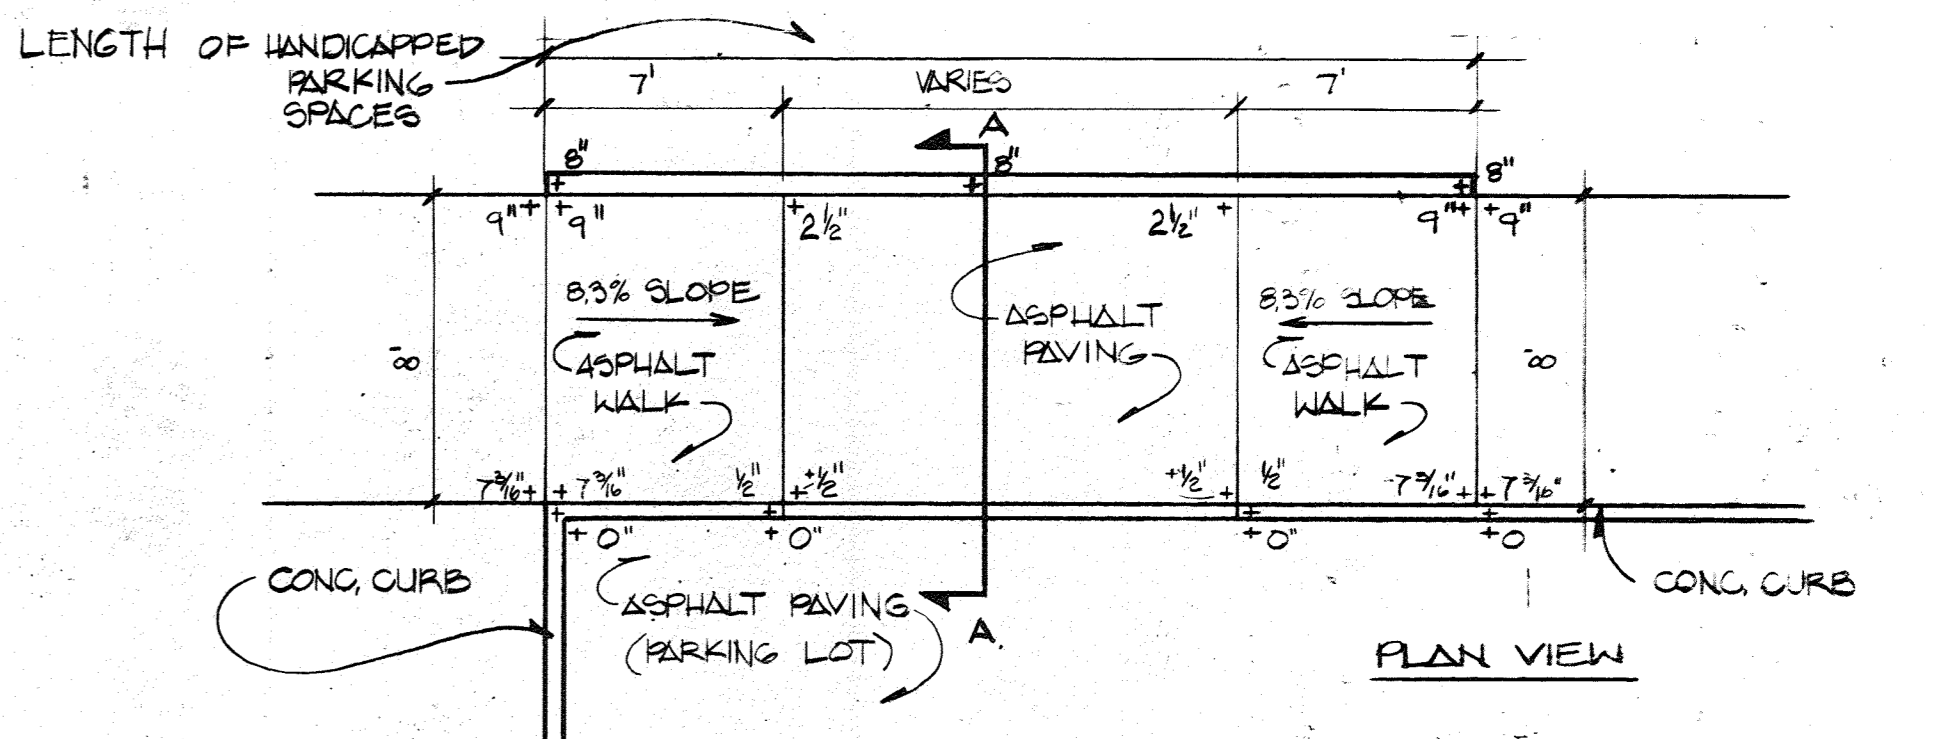 LENGTH OF HANDICAPPED
PARKING
SPACES
7' VARIES 7'
A
8" 8" 8"
9" 9" 2½" 2½" 9" 9"
8.3% SLOPE 8.3% SLOPE
ASPHALT
WALK
ASPHALT
PAVING
ASPHALT
WALK
8' 8'
7 3/16" 7 3/16" ½" ±½" +½" ½" 7 3/16" 7 3/16"
0" 0" 0" 0
CONC. CURB
ASPHALT PAVING
(PARKING LOT)
A.
CONC. CURB
PLAN VIEW